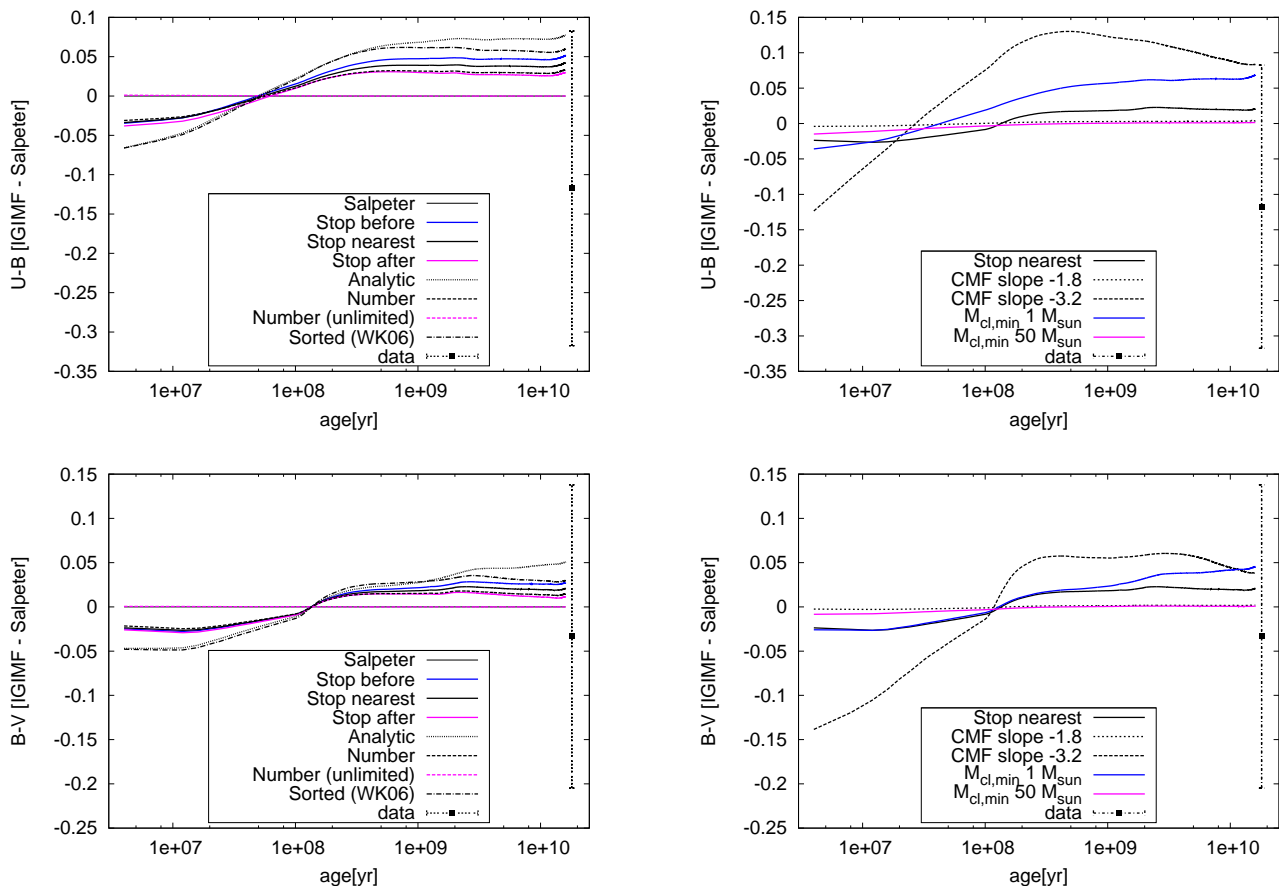 0.1
0.05
0
-0.05
-0.1
-0.15
-0.2
-0.25
-0.3
-0.35
U-B [IGIMF - Salpeter]
1e+07 1e+08 1e+09 1e+10
age[yr]
Salpeter
Stop before
Stop nearest
Stop after
Analytic
Number
Number (unlimited)
Sorted (WK06)
data
0.15
0.1
0.05
0
-0.05
-0.1
-0.15
-0.2
-0.25
-0.3
-0.35
U-B [IGIMF - Salpeter]
1e+07 1e+08 1e+09 1e+10
age[yr]
Stop nearest
CMF slope -1.8
CMF slope -3.2
Mcl,min 1 Msun
Mcl,min 50 Msun
data
0.15
0.1
0.05
0
-0.05
-0.1
-0.15
-0.2
-0.25
B-V [IGIMF - Salpeter]
1e+07 1e+08 1e+09 1e+10
age[yr]
Salpeter
Stop before
Stop nearest
Stop after
Analytic
Number
Number (unlimited)
Sorted (WK06)
data
0.15
0.1
0.05
0
-0.05
-0.1
-0.15
-0.2
-0.25
B-V [IGIMF - Salpeter]
1e+07 1e+08 1e+09 1e+10
age[yr]
Stop nearest
CMF slope -1.8
CMF slope -3.2
Mcl,min 1 Msun
Mcl,min 50 Msun
data